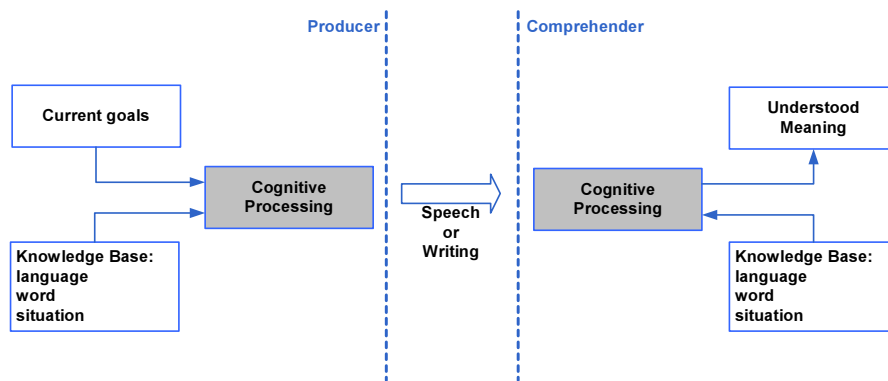 Producer
Comprehender
Current goals
Cognitive
Processing
Knowledge Base:
language
word
situation
Speech
or
Writing
Cognitive
Processing
Understood
Meaning
Knowledge Base:
language
word
situation